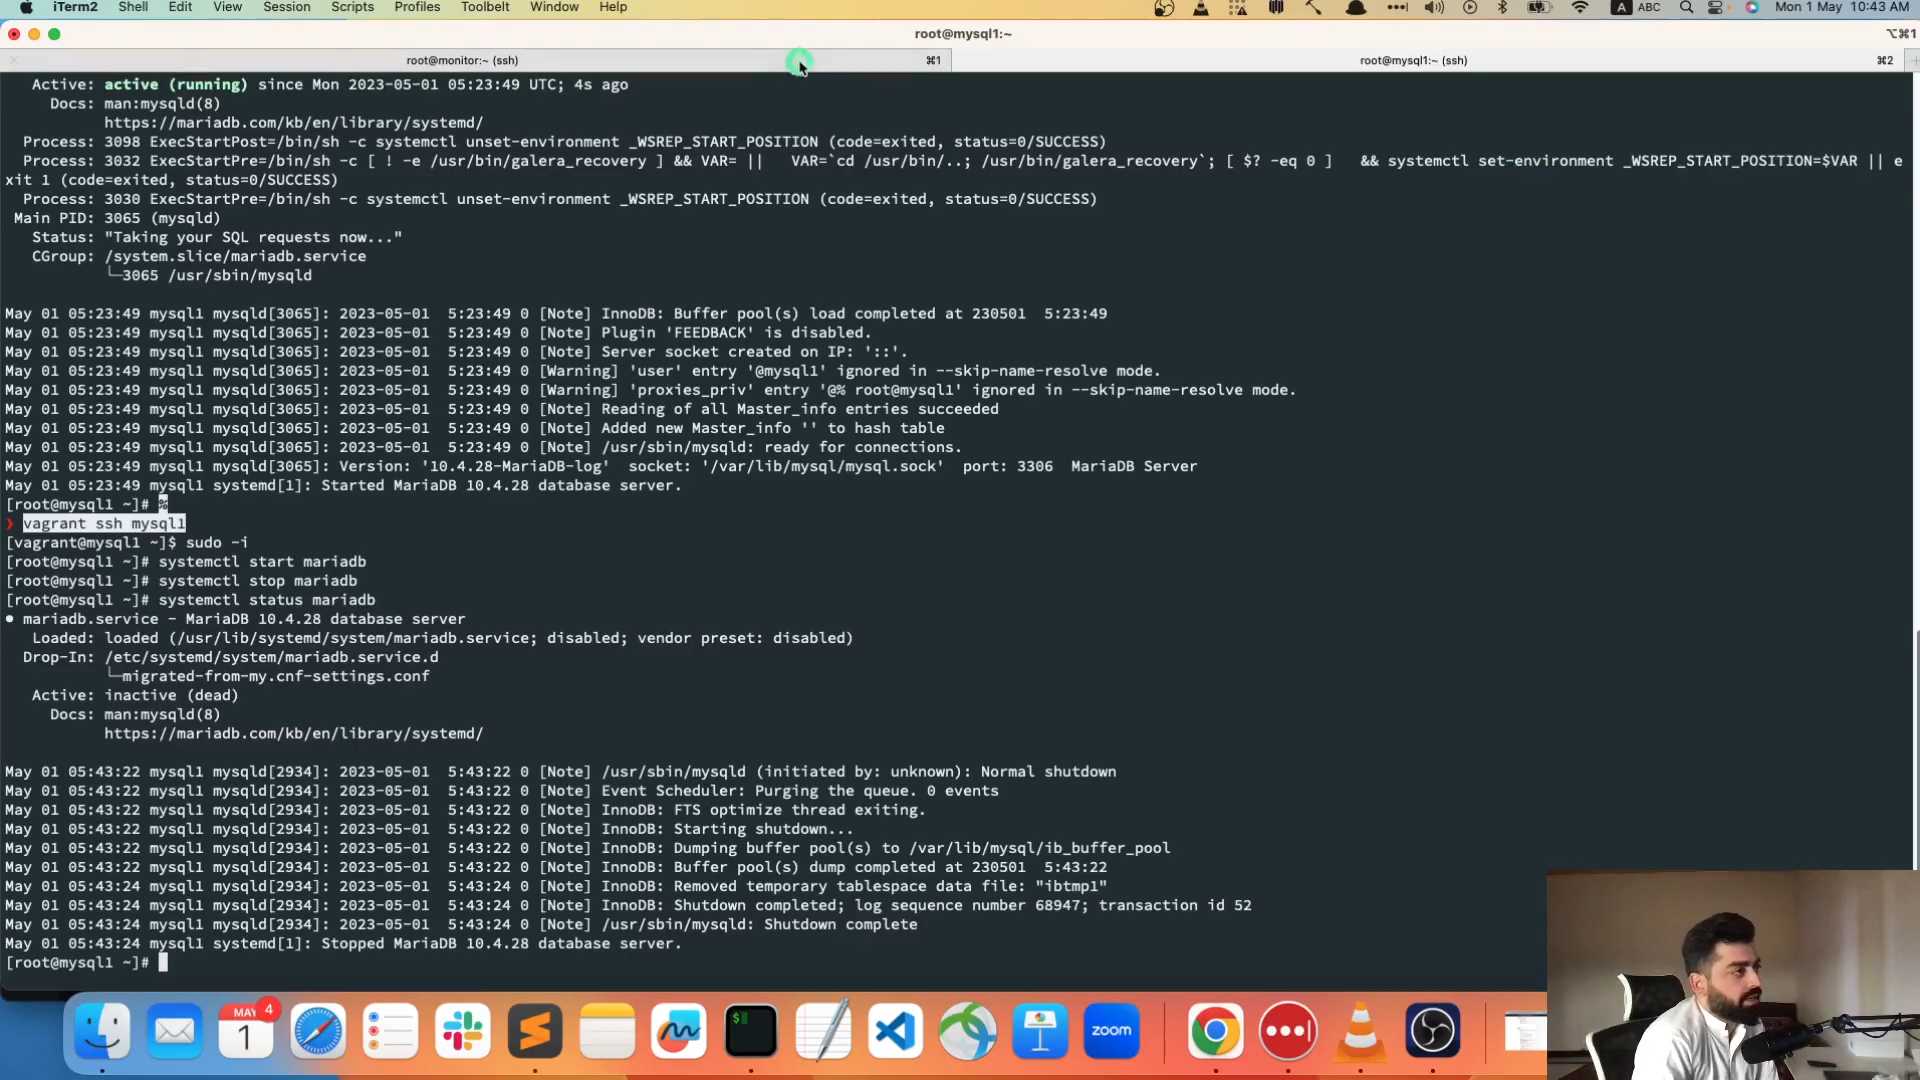 iTerm2 Shell Edit View Session Scripts Profiles Toolbelt Window Help A ABC Mon 1 May 10:43 AM
root@mysql1:~ ⌥⌘1
root@monitor:~ (ssh) ⌘1 root@mysql1:~ (ssh) ⌘2
Active: active (running) since Mon 2023-05-01 05:23:49 UTC; 4s ago
Docs: man:mysqld(8)
https://mariadb.com/kb/en/library/systemd/
Process: 3098 ExecStartPost=/bin/sh -c systemctl unset-environment _WSREP_START_POSITION (code=exited, status=0/SUCCESS)
Process: 3032 ExecStartPre=/bin/sh -c [ ! -e /usr/bin/galera_recovery ] && VAR= || VAR=`cd /usr/bin/..; /usr/bin/galera_recovery`; [ $? -eq 0 ] && systemctl set-environment _WSREP_START_POSITION=$VAR || e
xit 1 (code=exited, status=0/SUCCESS)
Process: 3030 ExecStartPre=/bin/sh -c systemctl unset-environment _WSREP_START_POSITION (code=exited, status=0/SUCCESS)
Main PID: 3065 (mysqld)
Status: "Taking your SQL requests now..."
CGroup: /system.slice/mariadb.service
└─3065 /usr/sbin/mysqld
May 01 05:23:49 mysql1 mysqld[3065]: 2023-05-01 5:23:49 0 [Note] InnoDB: Buffer pool(s) load completed at 230501 5:23:49
May 01 05:23:49 mysql1 mysqld[3065]: 2023-05-01 5:23:49 0 [Note] Plugin 'FEEDBACK' is disabled.
May 01 05:23:49 mysql1 mysqld[3065]: 2023-05-01 5:23:49 0 [Note] Server socket created on IP: '::'.
May 01 05:23:49 mysql1 mysqld[3065]: 2023-05-01 5:23:49 0 [Warning] 'user' entry '@mysql1' ignored in --skip-name-resolve mode.
May 01 05:23:49 mysql1 mysqld[3065]: 2023-05-01 5:23:49 0 [Warning] 'proxies_priv' entry '@% root@mysql1' ignored in --skip-name-resolve mode.
May 01 05:23:49 mysql1 mysqld[3065]: 2023-05-01 5:23:49 0 [Note] Reading of all Master_info entries succeeded
May 01 05:23:49 mysql1 mysqld[3065]: 2023-05-01 5:23:49 0 [Note] Added new Master_info '' to hash table
May 01 05:23:49 mysql1 mysqld[3065]: 2023-05-01 5:23:49 0 [Note] /usr/sbin/mysqld: ready for connections.
May 01 05:23:49 mysql1 mysqld[3065]: Version: '10.4.28-MariaDB-log' socket: '/var/lib/mysql/mysql.sock' port: 3306 MariaDB Server
May 01 05:23:49 mysql1 systemd[1]: Started MariaDB 10.4.28 database server.
[root@mysql1 ~]# %
❯ vagrant ssh mysql1
[vagrant@mysql1 ~]$ sudo -i
[root@mysql1 ~]# systemctl start mariadb
[root@mysql1 ~]# systemctl stop mariadb
[root@mysql1 ~]# systemctl status mariadb
● mariadb.service - MariaDB 10.4.28 database server
Loaded: loaded (/usr/lib/systemd/system/mariadb.service; disabled; vendor preset: disabled)
Drop-In: /etc/systemd/system/mariadb.service.d
└─migrated-from-my.cnf-settings.conf
Active: inactive (dead)
Docs: man:mysqld(8)
https://mariadb.com/kb/en/library/systemd/
May 01 05:43:22 mysql1 mysqld[2934]: 2023-05-01 5:43:22 0 [Note] /usr/sbin/mysqld (initiated by: unknown): Normal shutdown
May 01 05:43:22 mysql1 mysqld[2934]: 2023-05-01 5:43:22 0 [Note] Event Scheduler: Purging the queue. 0 events
May 01 05:43:22 mysql1 mysqld[2934]: 2023-05-01 5:43:22 0 [Note] InnoDB: FTS optimize thread exiting.
May 01 05:43:22 mysql1 mysqld[2934]: 2023-05-01 5:43:22 0 [Note] InnoDB: Starting shutdown...
May 01 05:43:22 mysql1 mysqld[2934]: 2023-05-01 5:43:22 0 [Note] InnoDB: Dumping buffer pool(s) to /var/lib/mysql/ib_buffer_pool
May 01 05:43:22 mysql1 mysqld[2934]: 2023-05-01 5:43:22 0 [Note] InnoDB: Buffer pool(s) dump completed at 230501 5:43:22
May 01 05:43:24 mysql1 mysqld[2934]: 2023-05-01 5:43:24 0 [Note] InnoDB: Removed temporary tablespace data file: "ibtmp1"
May 01 05:43:24 mysql1 mysqld[2934]: 2023-05-01 5:43:24 0 [Note] InnoDB: Shutdown completed; log sequence number 68947; transaction id 52
May 01 05:43:24 mysql1 mysqld[2934]: 2023-05-01 5:43:24 0 [Note] /usr/sbin/mysqld: Shutdown complete
May 01 05:43:24 mysql1 systemd[1]: Stopped MariaDB 10.4.28 database server.
[root@mysql1 ~]#
MAY 4
1
$
zoom